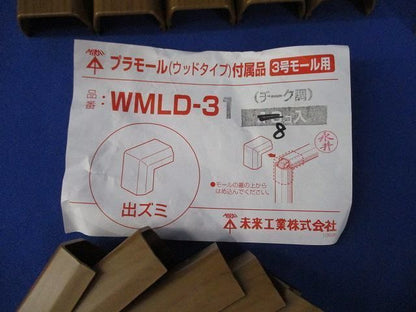 プラモール(ウッドタイプ)付属品 3号モール用
品番: WMLD-31 (チーク調)
8
永井
出ズミ
●モールの蓋の上から
はめ込んでください。
未来工業株式会社